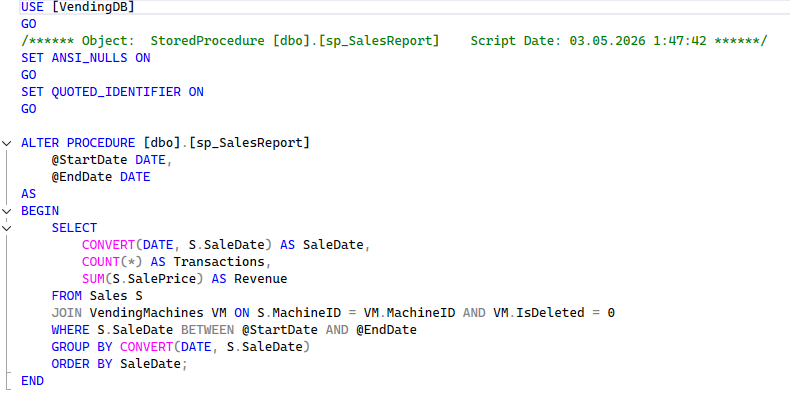 USE [VendingDB]
GO
/****** Object:  StoredProcedure [dbo].[sp_SalesReport]    Script Date: 03.05.2026 1:47:42 ******/
SET ANSI_NULLS ON
GO
SET QUOTED_IDENTIFIER ON
GO

ALTER PROCEDURE [dbo].[sp_SalesReport]
    @StartDate DATE,
    @EndDate DATE
AS
BEGIN
    SELECT
        CONVERT(DATE, S.SaleDate) AS SaleDate,
        COUNT(*) AS Transactions,
        SUM(S.SalePrice) AS Revenue
    FROM Sales S
    JOIN VendingMachines VM ON S.MachineID = VM.MachineID AND VM.IsDeleted = 0
    WHERE S.SaleDate BETWEEN @StartDate AND @EndDate
    GROUP BY CONVERT(DATE, S.SaleDate)
    ORDER BY SaleDate;
END